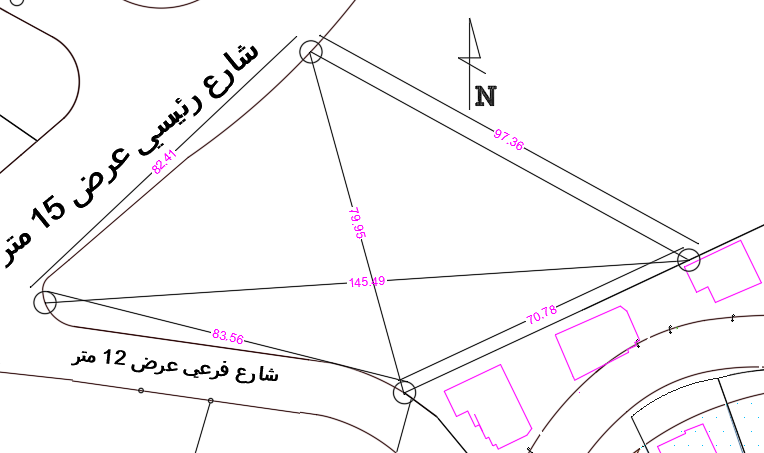 شارع رئيسي عرض 15 متر
82.41
97.36
N
79.95
145.49
83.56
70.78
شارع فرعي عرض 12 متر